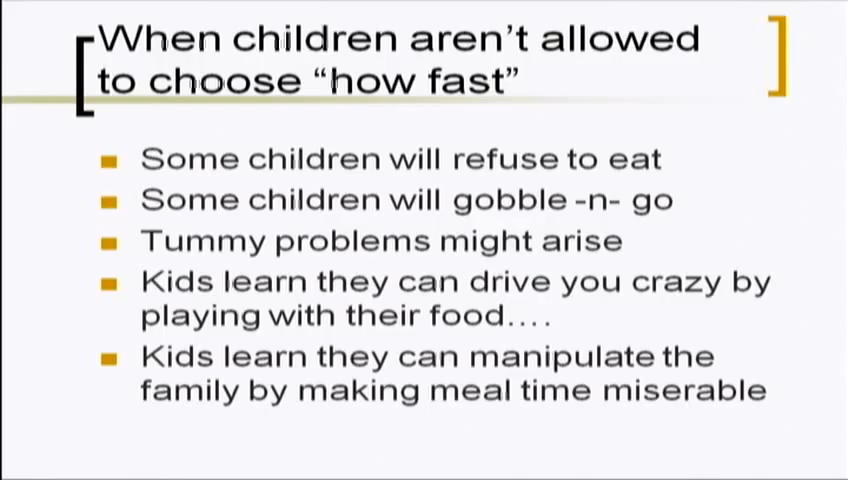 When children aren't allowed
to choose “how fast”
Some children will refuse to eat
Some children will gobble -n- go
Tummy problems might arise
Kids learn they can drive you crazy by
playing with their food....
Kids learn they can manipulate the
family by making meal time miserable